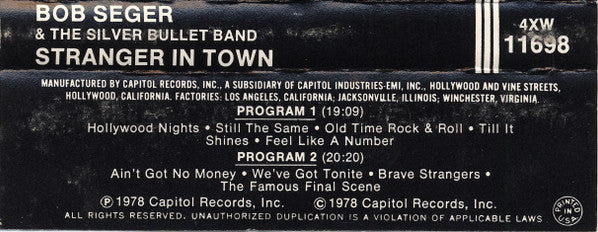 BOB SEGER
& THE SILVER BULLET BAND
STRANGER IN TOWN
4XW
11698
MANUFACTURED BY CAPITOL RECORDS, INC., A SUBSIDIARY OF CAPITOL INDUSTRIES-EMI, INC., HOLLYWOOD AND VINE STREETS,
HOLLYWOOD, CALIFORNIA. FACTORIES: LOS ANGELES, CALIFORNIA; JACKSONVILLE, ILLINOIS; WINCHESTER, VIRGINIA.
PROGRAM 1 (19:09)
Hollywood Nights • Still The Same • Old Time Rock & Roll • Till It
Shines • Feel Like A Number
PROGRAM 2 (20:20)
Ain't Got No Money • We've Got Tonite • Brave Strangers •
The Famous Final Scene
Ⓟ 1978 Capitol Records, Inc. © 1978 Capitol Records, Inc.
ALL RIGHTS RESERVED. UNAUTHORIZED DUPLICATION IS A VIOLATION OF APPLICABLE LAWS
PRINTED IN U.S.A.